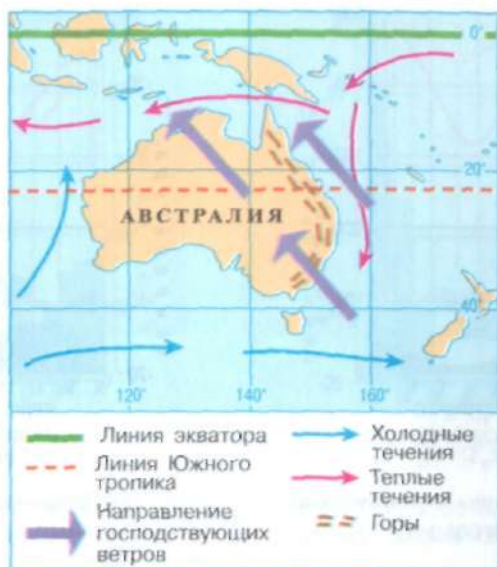 0°
20°
АВСТРАЛИЯ
40°
120° 140° 160°
Линия экватора
Линия Южного
тропика
Направление
господствующих
ветров
Холодные
течения
Теплые
течения
Горы